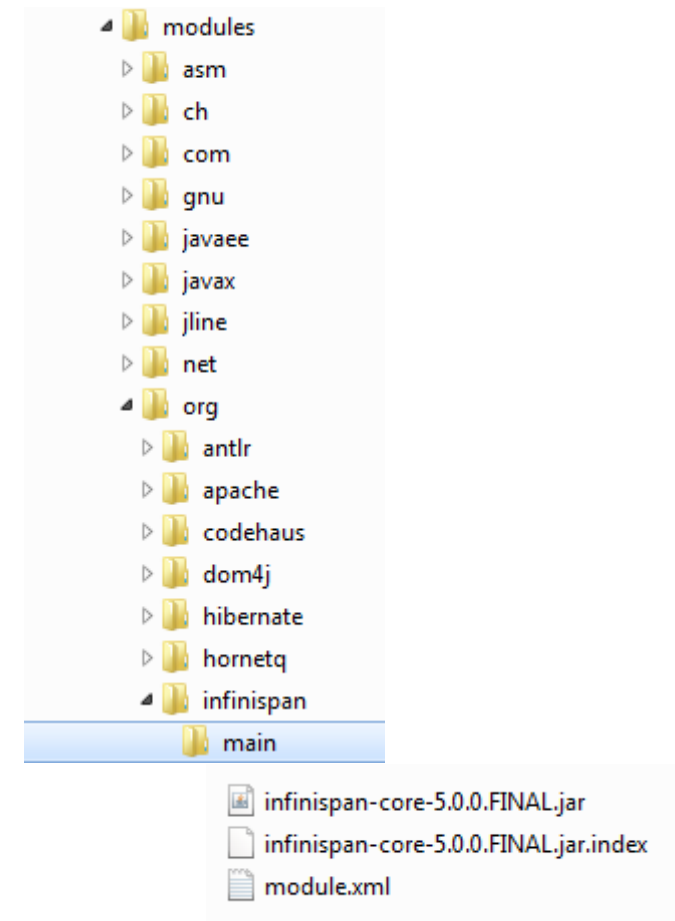 modules
asm
ch
com
gnu
javaee
javax
jline
net
org
antlr
apache
codehaus
dom4j
hibernate
hornetq
infinispan
main
infinispan-core-5.0.0.FINAL.jar
infinispan-core-5.0.0.FINAL.jar.index
module.xml